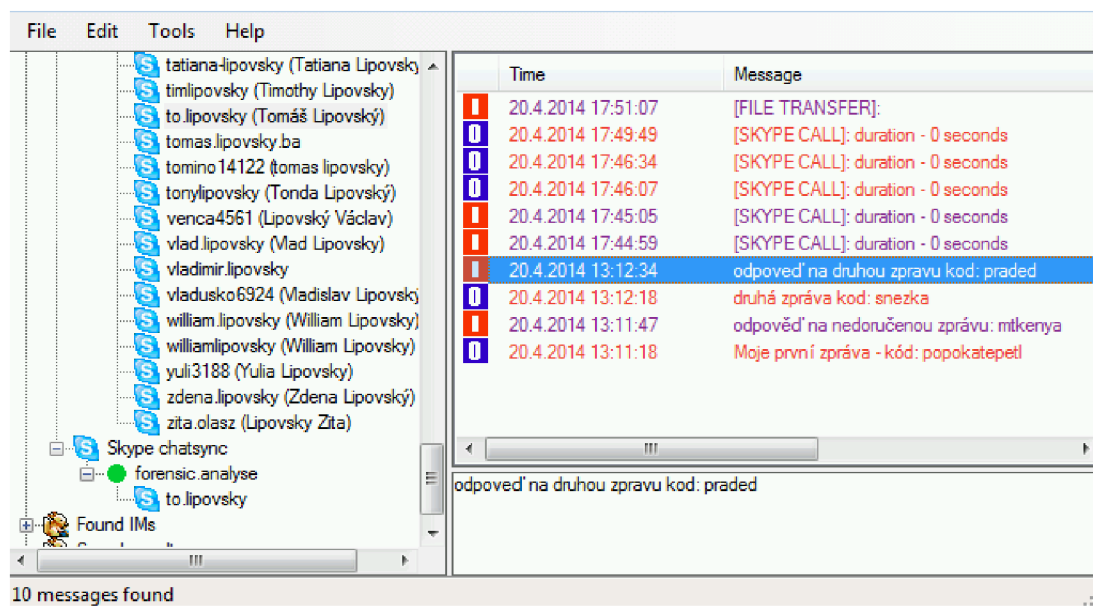 File Edit Tools Help
tatiana-lipovsky (Tatiana Lipovsky
timlipovsky (Timothy Lipovsky)
to.lipovsky (Tomáš Lipovský)
tomas.lipovsky.ba
tomino14122 (tomas lipovsky)
tonylipovsky (Tonda Lipovský)
venca4561 (Lipovský Václav)
vlad.lipovsky (Vlad Lipovsky)
vladimir.lipovsky
vladusko6924 (Vladislav Lipovský
william.lipovsky (William Lipovsky)
williamlipovsky (William Lipovsky)
yuli3188 (Yulia Lipovsky)
zdena.lipovsky (Zdena Lipovský)
zita.olasz (Lipovsky Zita)
Skype chatsync
forensic.analyse
to.lipovsky
Found IMs
Time Message
I 20.4.2014 17:51:07 [FILE TRANSFER]:
O 20.4.2014 17:49:49 [SKYPE CALL]: duration - 0 seconds
O 20.4.2014 17:46:34 [SKYPE CALL]: duration - 0 seconds
O 20.4.2014 17:46:07 [SKYPE CALL]: duration - 0 seconds
I 20.4.2014 17:45:05 [SKYPE CALL]: duration - 0 seconds
I 20.4.2014 17:44:59 [SKYPE CALL]: duration - 0 seconds
I 20.4.2014 13:12:34 odpoveď na druhou zpravu kod: praded
O 20.4.2014 13:12:18 druhá zpráva kod: snezka
I 20.4.2014 13:11:47 odpověď na nedoručenou zprávu: mtkenya
O 20.4.2014 13:11:18 Moje první zpráva - kód: popokatepetl
odpoveď na druhou zpravu kod: praded
10 messages found